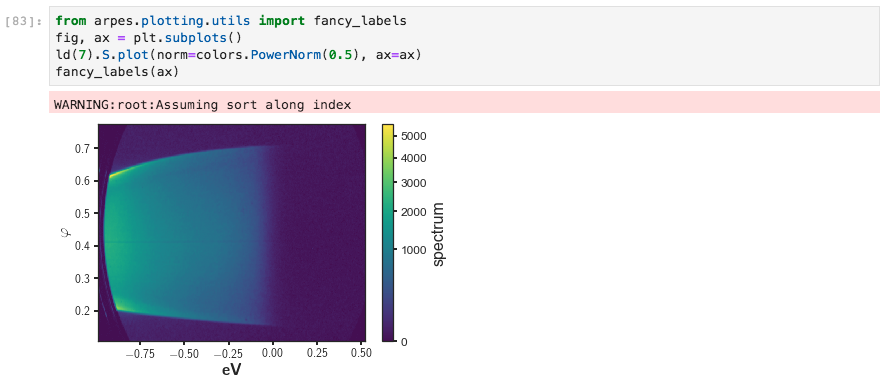 [83]:
from arpes.plotting.utils import fancy_labels
fig, ax = plt.subplots()
ld(7).S.plot(norm=colors.PowerNorm(0.5), ax=ax)
fancy_labels(ax)
WARNING:root:Assuming sort along index
0.7
0.6
0.5
0.4
0.3
0.2
φ
−0.75 −0.50 −0.25 0.00 0.25 0.50
eV
5000
4000
3000
2000
1000
0
spectrum